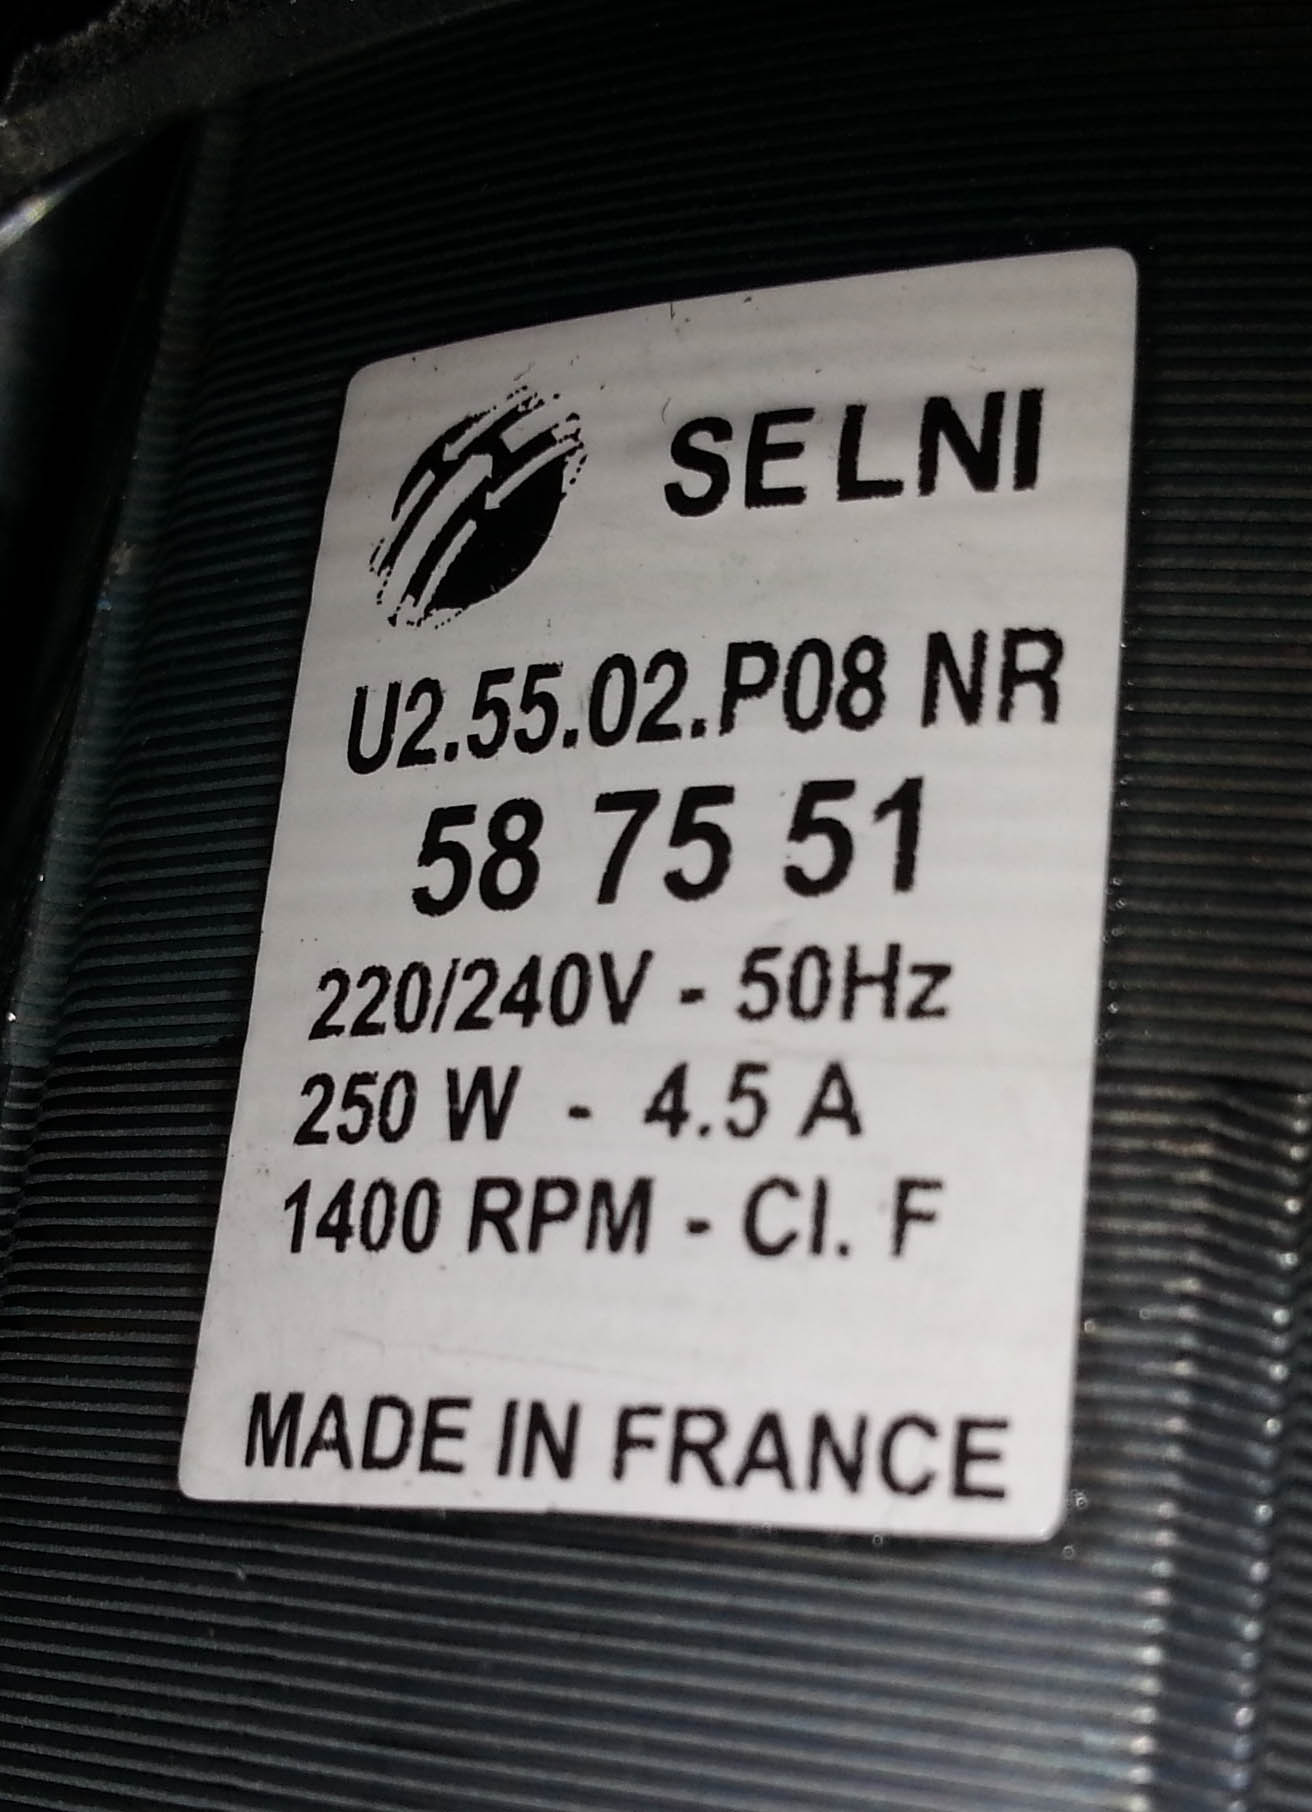 SELNI
U2.55.02.P08 NR
58 75 51
220/240V - 50Hz
250 W - 4.5 A
1400 RPM - Cl. F
MADE IN FRANCE